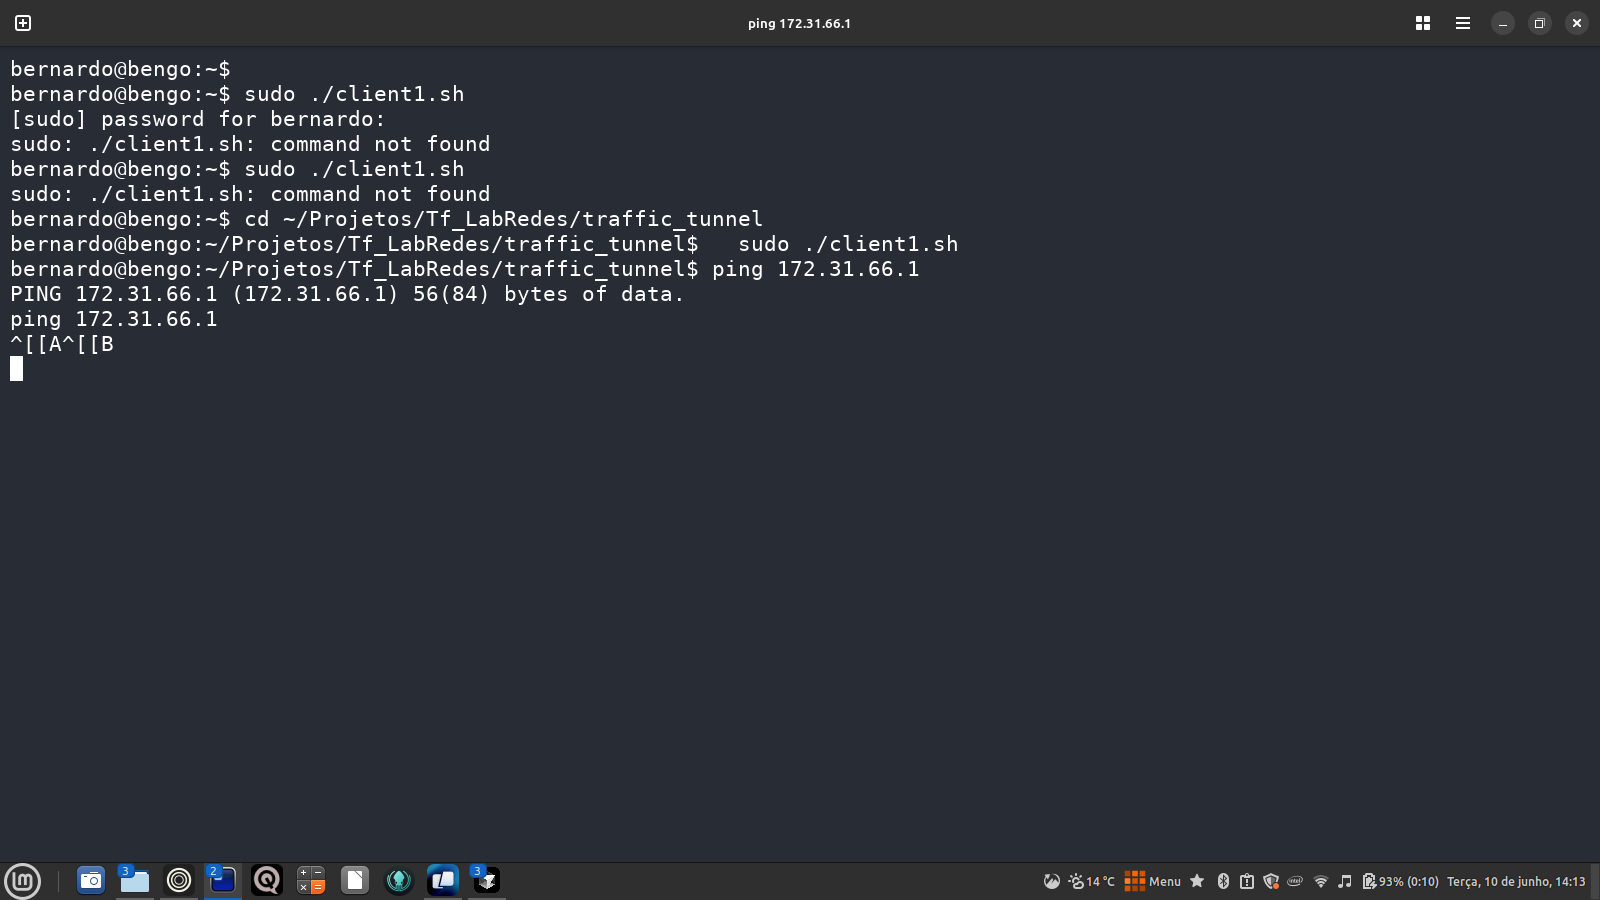 ping 172.31.66.1
bernardo@bengo:~$
bernardo@bengo:~$ sudo ./client1.sh
[sudo] password for bernardo:
sudo: ./client1.sh: command not found
bernardo@bengo:~$ sudo ./client1.sh
sudo: ./client1.sh: command not found
bernardo@bengo:~$ cd ~/Projetos/Tf_LabRedes/traffic_tunnel
bernardo@bengo:~/Projetos/Tf_LabRedes/traffic_tunnel$   sudo ./client1.sh
bernardo@bengo:~/Projetos/Tf_LabRedes/traffic_tunnel$ ping 172.31.66.1
PING 172.31.66.1 (172.31.66.1) 56(84) bytes of data.
ping 172.31.66.1
^[[A^[[B
3 2 3 14 °C Menu 93% (0:10) Terça, 10 de junho, 14:13